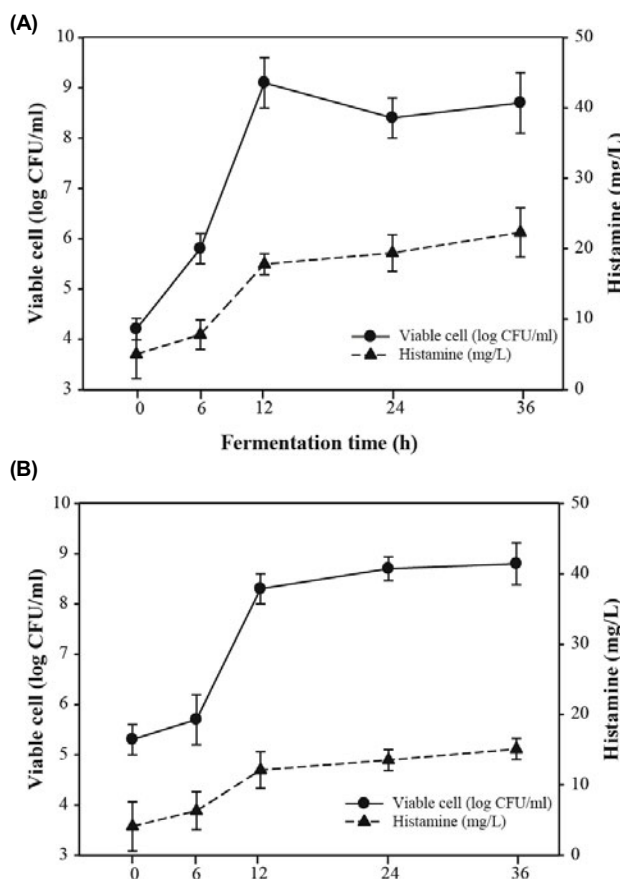 (A)
10
9
8
7
6
5
4
3
Viable cell (log CFU/ml)
50
40
30
20
10
0
Histamine (mg/L)
Viable cell (log CFU/ml)
Histamine (mg/L)
0 6 12 24 36
Fermentation time (h)
(B)
10
9
8
7
6
5
4
3
Viable cell (log CFU/ml)
50
40
30
20
10
0
Histamine (mg/L)
Viable cell (log CFU/ml)
Histamine (mg/L)
0 6 12 24 36